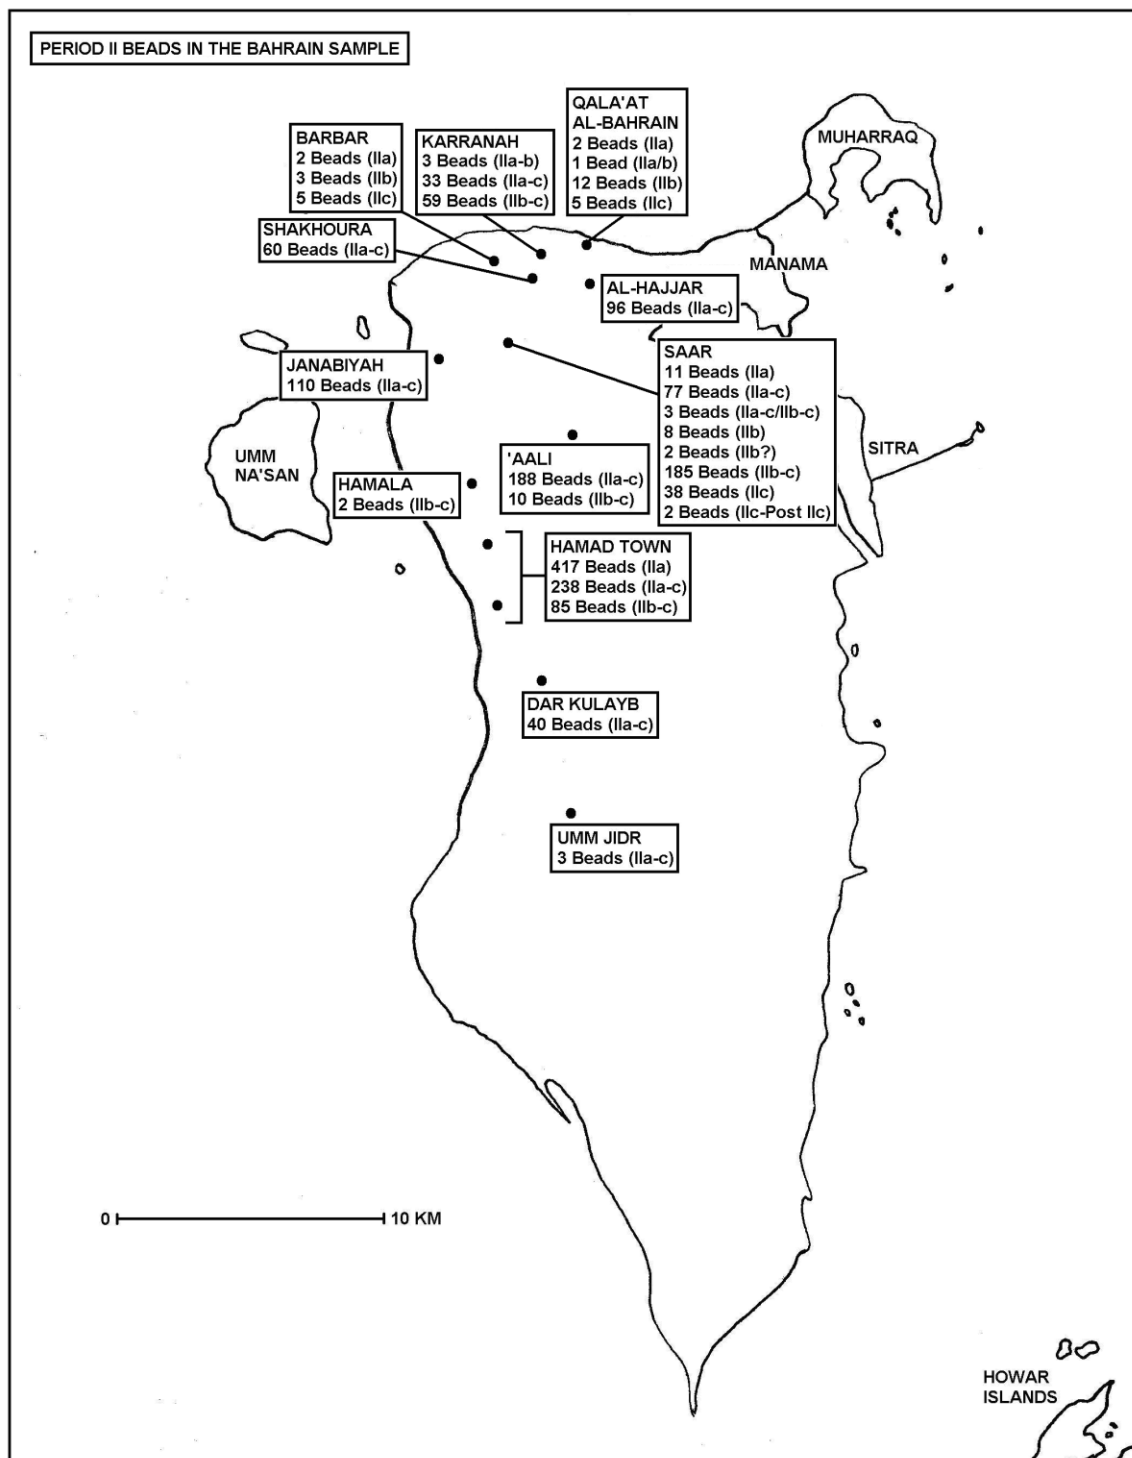 PERIOD II BEADS IN THE BAHRAIN SAMPLE
QALA'AT
AL-BAHRAIN
2 Beads (IIa)
1 Bead (IIa/b)
12 Beads (IIb)
5 Beads (IIc)
BARBAR
2 Beads (IIa)
3 Beads (IIb)
5 Beads (IIc)
KARRANAH
3 Beads (IIa-b)
33 Beads (IIa-c)
59 Beads (IIb-c)
MUHARRAQ
SHAKHOURA
60 Beads (IIa-c)
MANAMA
AL-HAJJAR
96 Beads (IIa-c)
JANABIYAH
110 Beads (IIa-c)
SAAR
11 Beads (IIa)
77 Beads (IIa-c)
3 Beads (IIa-c/IIb-c)
8 Beads (IIb)
2 Beads (IIb?)
185 Beads (IIb-c)
38 Beads (IIc)
2 Beads (IIc-Post IIc)
UMM
NA'SAN
'AALI
188 Beads (IIa-c)
10 Beads (IIb-c)
SITRA
HAMALA
2 Beads (IIb-c)
HAMAD TOWN
417 Beads (IIa)
238 Beads (IIa-c)
85 Beads (IIb-c)
DAR KULAYB
40 Beads (IIa-c)
UMM JIDR
3 Beads (IIa-c)
0 10 KM
HOWAR
ISLANDS